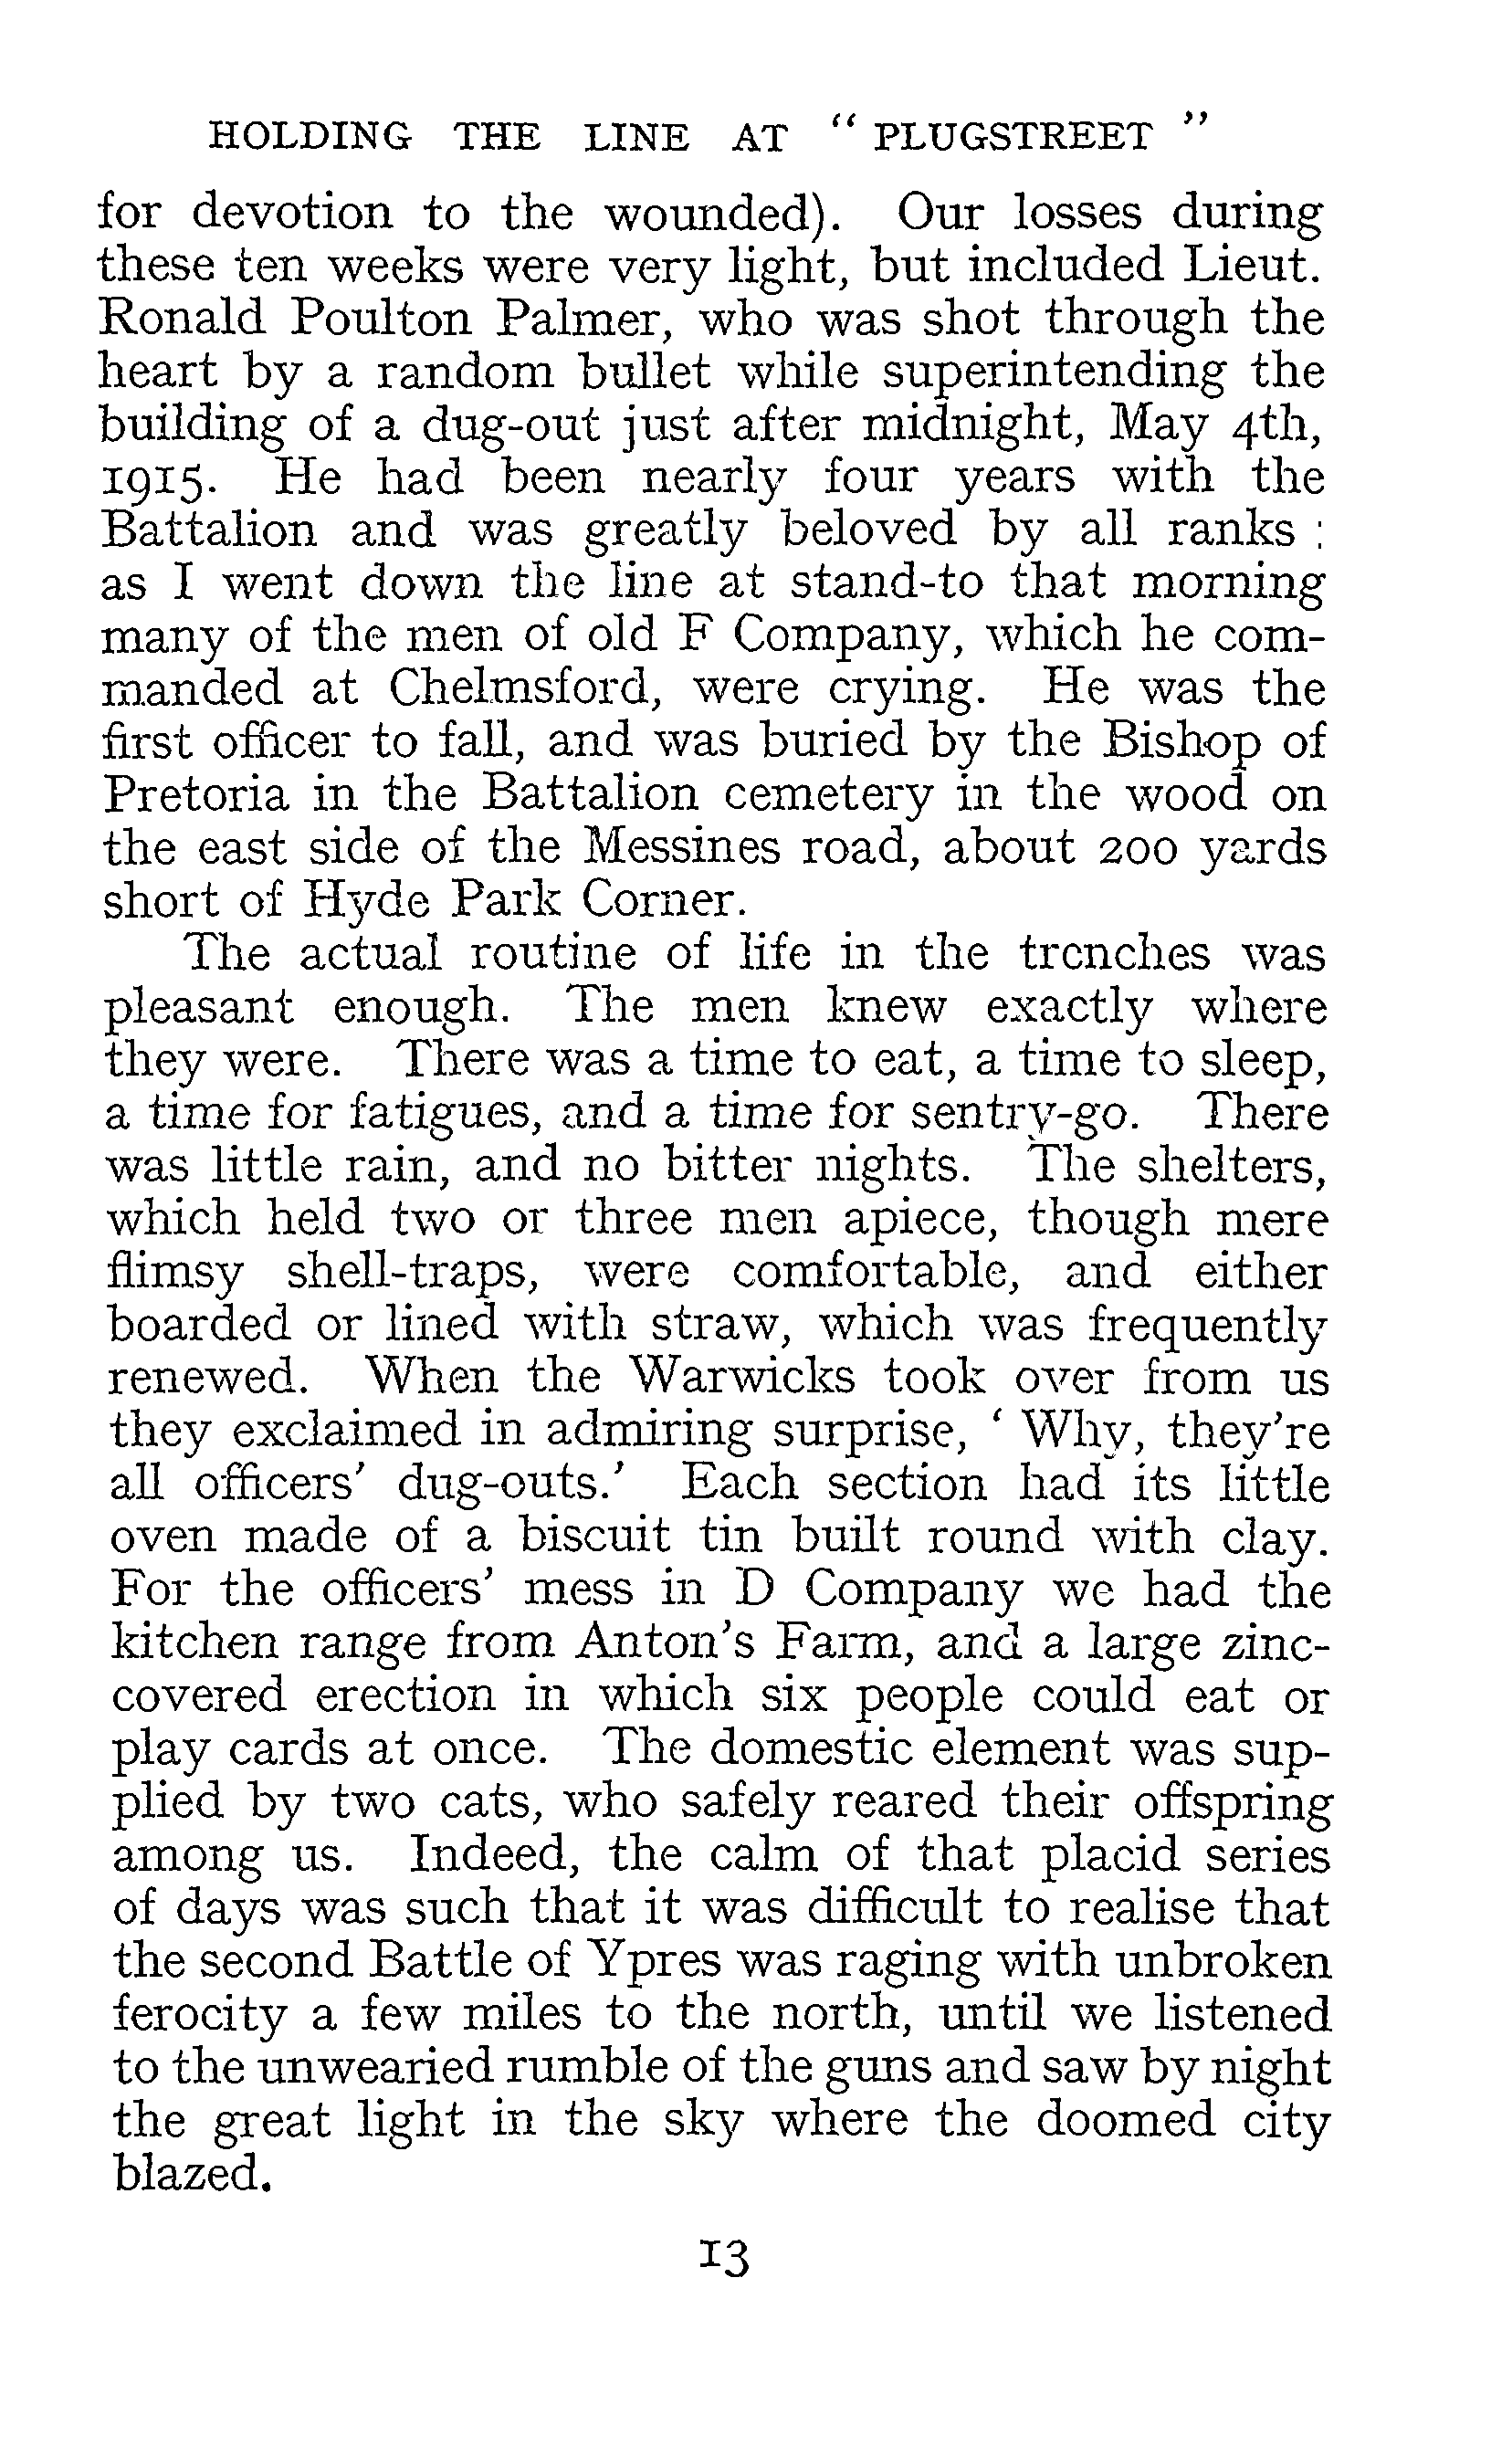 HOLDING THE LINE AT “ PLUGSTREET ”
for devotion to the wounded). Our losses during
these ten weeks were very light, but included Lieut.
Ronald Poulton Palmer, who was shot through the
heart by a random bullet while superintending the
building of a dug-out just after midnight, May 4th,
1915. He had been nearly four years with the
Battalion and was greatly beloved by all ranks :
as I went down the line at stand-to that morning
many of the men of old F Company, which he com-
manded at Chelmsford, were crying. He was the
first officer to fall, and was buried by the Bishop of
Pretoria in the Battalion cemetery in the wood on
the east side of the Messines road, about 200 yards
short of Hyde Park Corner.
The actual routine of life in the trenches was
pleasant enough. The men knew exactly where
they were. There was a time to eat, a time to sleep,
a time for fatigues, and a time for sentry-go. There
was little rain, and no bitter nights. The shelters,
which held two or three men apiece, though mere
flimsy shell-traps, were comfortable, and either
boarded or lined with straw, which was frequently
renewed. When the Warwicks took over from us
they exclaimed in admiring surprise, ‘ Why, they're
all officers' dug-outs.’ Each section had its little
oven made of a biscuit tin built round with clay.
For the officers' mess in D Company we had the
kitchen range from Anton's Farm, and a large zinc-
covered erection in which six people could eat or
play cards at once. The domestic element was sup-
plied by two cats, who safely reared their offspring
among us. Indeed, the calm of that placid series
of days was such that it was difficult to realise that
the second Battle of Ypres was raging with unbroken
ferocity a few miles to the north, until we listened
to the unwearied rumble of the guns and saw by night
the great light in the sky where the doomed city
blazed.
13